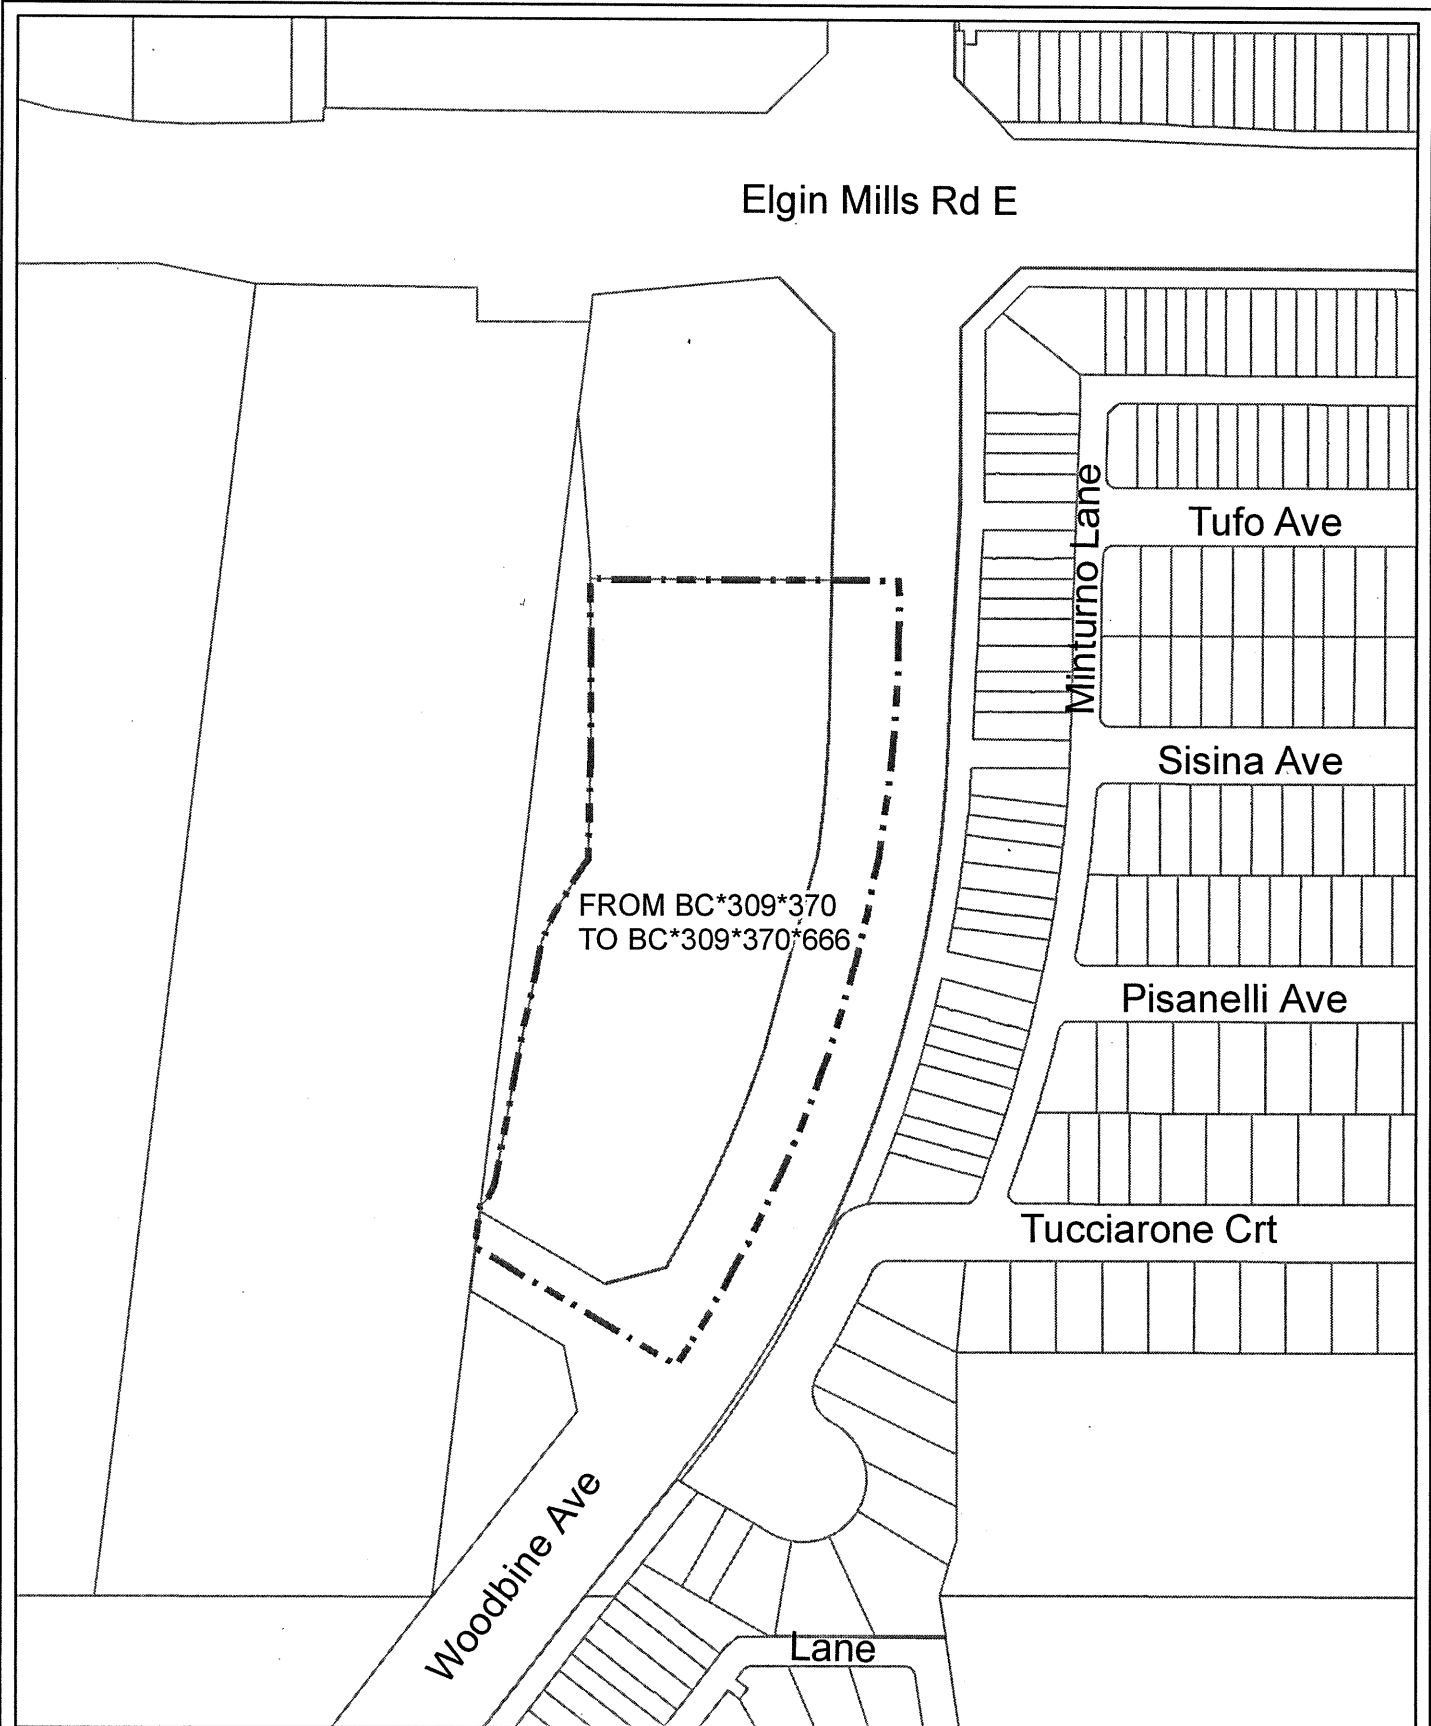 Elgin Mills Rd E
Tufo Ave
Minturno Lane
Sisina Ave
FROM BC*309*370
TO BC*309*370*666
Pisanelli Ave
Tucciarone Crt
Woodbine Ave
Lane